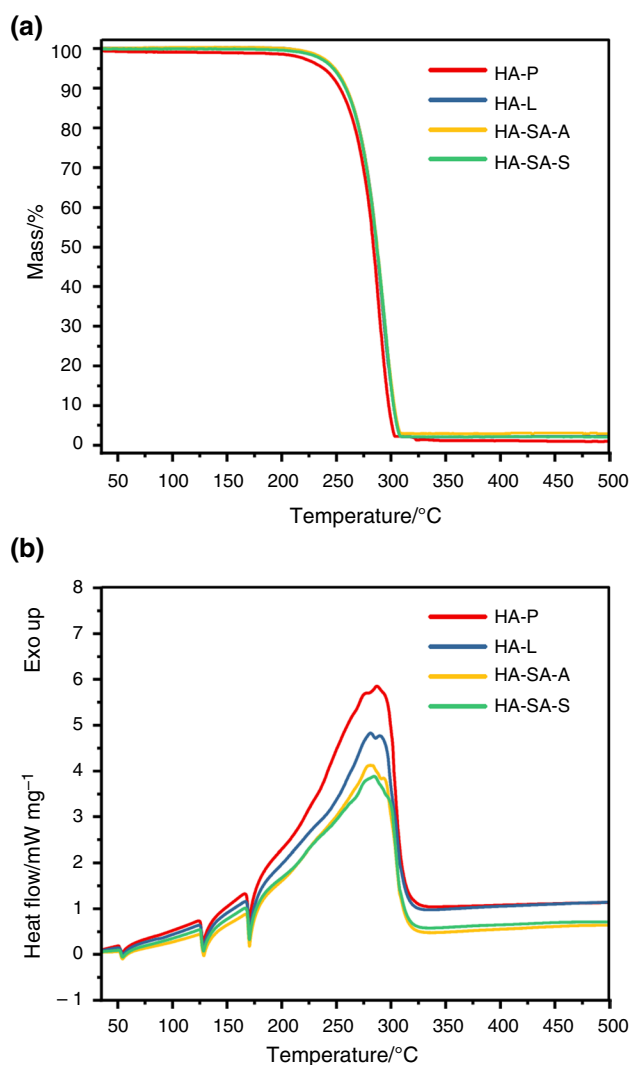 (a)
100
90
80
70
60
50
40
30
20
10
0
Mass/%
HA-P
HA-L
HA-SA-A
HA-SA-S
50 100 150 200 250 300 350 400 450 500
Temperature/°C
(b)
8
7
6
5
4
3
2
1
0
– 1
Exo up
Heat flow/mW mg⁻¹
HA-P
HA-L
HA-SA-A
HA-SA-S
50 100 150 200 250 300 350 400 450 500
Temperature/°C